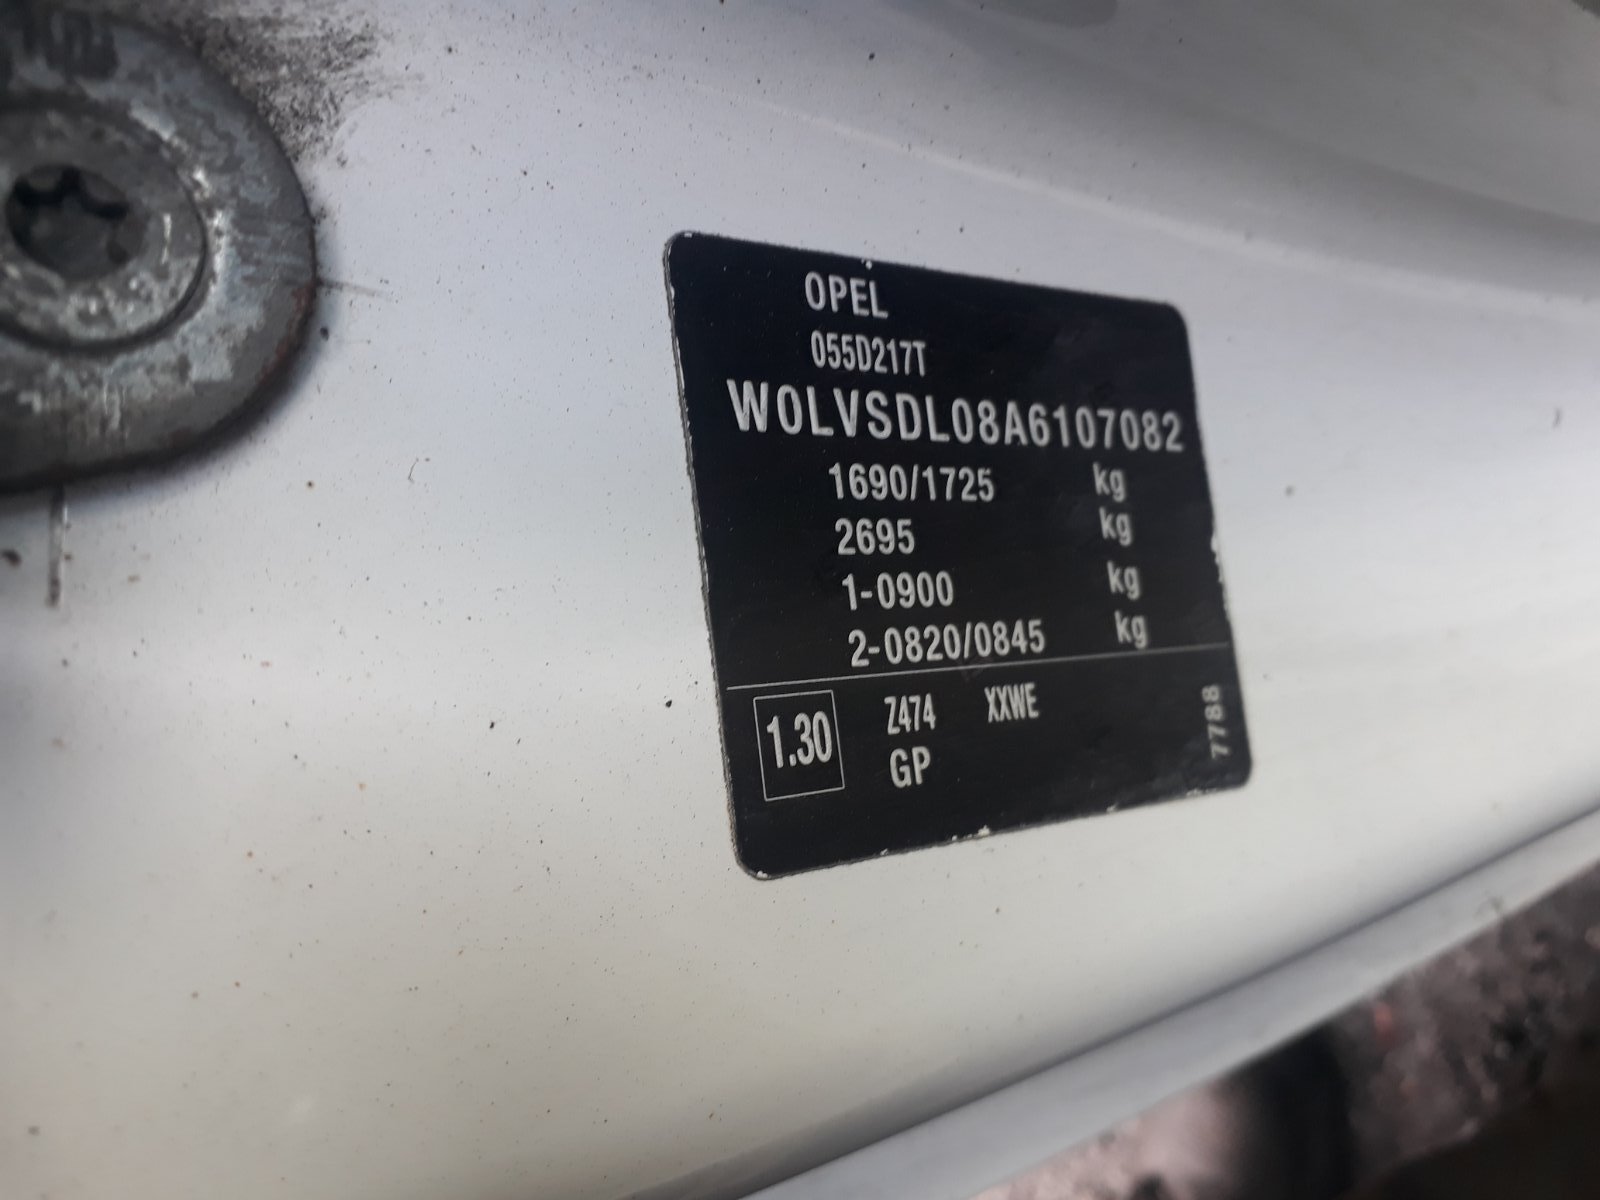 OPEL
055D217T
W0LVSDL08A6107082
1690/1725 kg
2695 kg
1-0900 kg
2-0820/0845 kg
1.30 Z474 XXWE
GP
7788